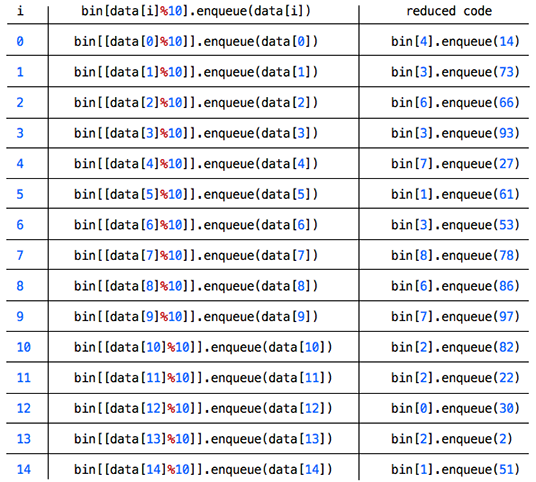 i bin[data[i]%10].enqueue(data[i]) reduced code
0 bin[[data[0]%10]].enqueue(data[0]) bin[4].enqueue(14)
1 bin[[data[1]%10]].enqueue(data[1]) bin[3].enqueue(73)
2 bin[[data[2]%10]].enqueue(data[2]) bin[6].enqueue(66)
3 bin[[data[3]%10]].enqueue(data[3]) bin[3].enqueue(93)
4 bin[[data[4]%10]].enqueue(data[4]) bin[7].enqueue(27)
5 bin[[data[5]%10]].enqueue(data[5]) bin[1].enqueue(61)
6 bin[[data[6]%10]].enqueue(data[6]) bin[3].enqueue(53)
7 bin[[data[7]%10]].enqueue(data[7]) bin[8].enqueue(78)
8 bin[[data[8]%10]].enqueue(data[8]) bin[6].enqueue(86)
9 bin[[data[9]%10]].enqueue(data[9]) bin[7].enqueue(97)
10 bin[[data[10]%10]].enqueue(data[10]) bin[2].enqueue(82)
11 bin[[data[11]%10]].enqueue(data[11]) bin[2].enqueue(22)
12 bin[[data[12]%10]].enqueue(data[12]) bin[0].enqueue(30)
13 bin[[data[13]%10]].enqueue(data[13]) bin[2].enqueue(2)
14 bin[[data[14]%10]].enqueue(data[14]) bin[1].enqueue(51)